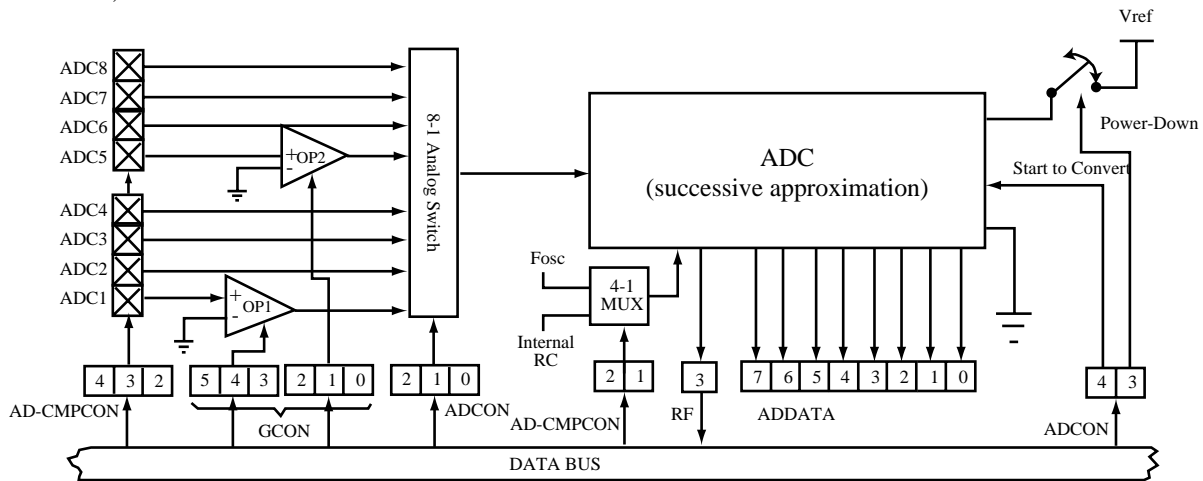 Vref
ADC8
ADC7
ADC6
ADC5
ADC4
ADC3
ADC2
ADC1
+
-
OP2
+
-
OP1
8-1 Analog Switch
ADC
(successive approximation)
Power-Down
Start to Convert
Fosc
4-1
MUX
Internal
RC
4 3 2
5 4 3
2 1 0
2 1 0
2 1
3
7 6 5 4 3 2 1 0
4 3
AD-CMPCON
GCON
ADCON
AD-CMPCON
RF
ADDATA
ADCON
DATA BUS